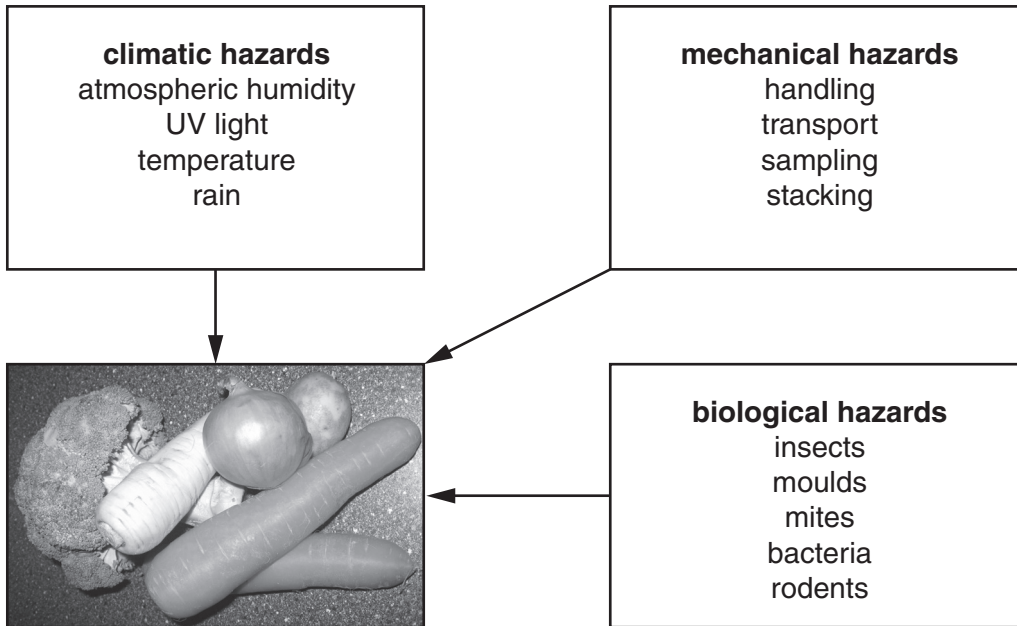 climatic hazards
atmospheric humidity
UV light
temperature
rain
mechanical hazards
handling
transport
sampling
stacking
biological hazards
insects
moulds
mites
bacteria
rodents